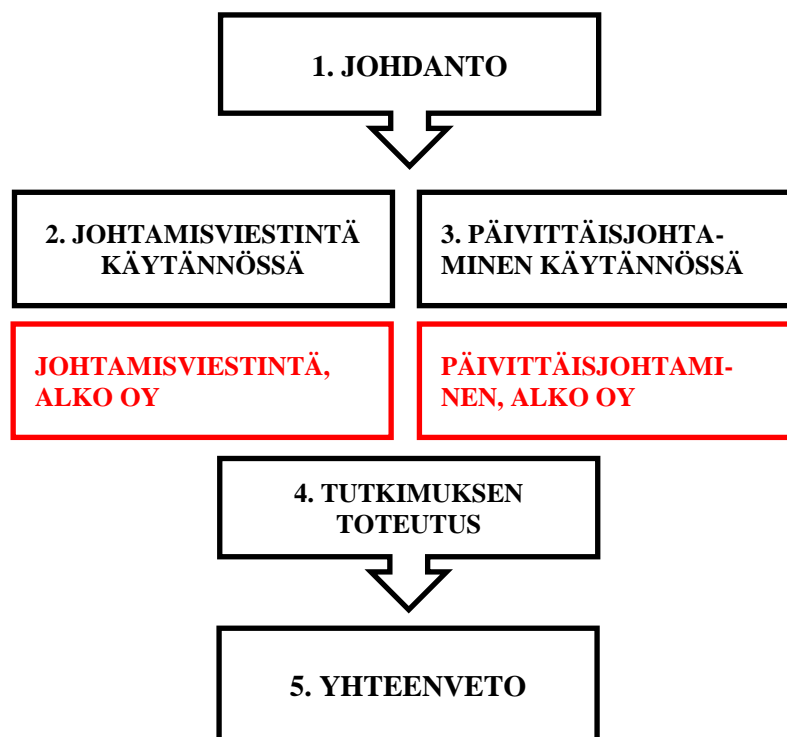 1. JOHDANTO
2. JOHTAMISVIESTINTÄ
KÄYTÄNNÖSSÄ
3. PÄIVITTÄISJOHTA-
MINEN KÄYTÄNNÖSSÄ
JOHTAMISVIESTINTÄ,
ALKO OY
PÄIVITTÄISJOHTAMI-
NEN, ALKO OY
4. TUTKIMUKSEN
TOTEUTUS
5. YHTEENVETO